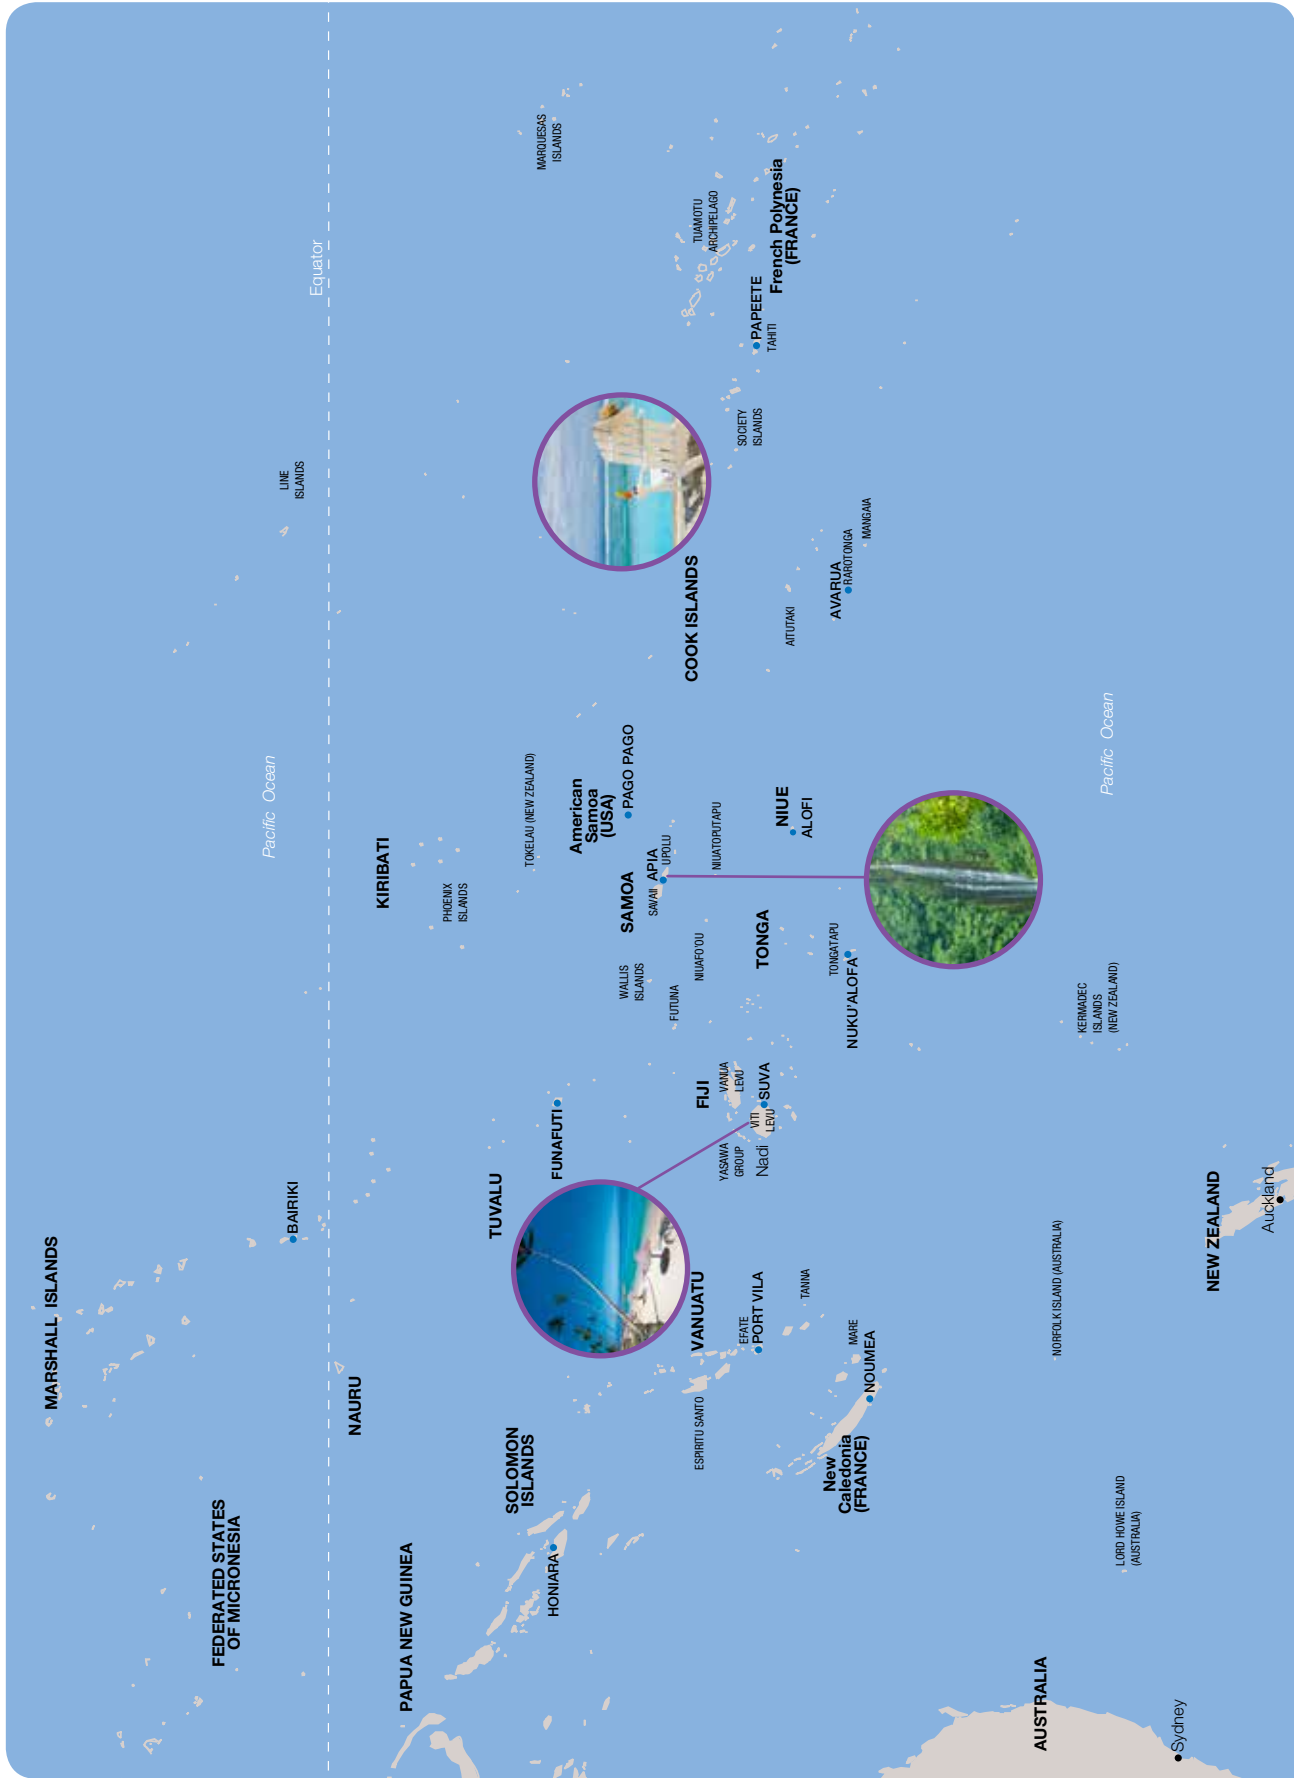 MARSHALL ISLANDS
FEDERATED STATES
OF MICRONESIA
BAIRIKI
Pacific Ocean
LINE
ISLANDS
Equator
NAURU
KIRIBATI
PAPUA NEW GUINEA
PHOENIX
ISLANDS
TUVALU
SOLOMON
ISLANDS
HONIARA
FUNAFUTI
TOKELAU (NEW ZEALAND)
MARQUESAS
ISLANDS
American
Samoa
(USA)
PAGO PAGO
SAMOA
APIA
SAVAII
UPOLU
WALLIS
ISLANDS
FUTUNA
NIUAFO'OU
NIUATOPUTAPU
COOK ISLANDS
TUAMOTU
ARCHIPELAGO
VANUATU
ESPIRITU SANTO
EFATE
PORT VILA
TANNA
FIJI
VANUA
LEVU
YASAWA
GROUP
VITI
LEVU
SUVA
Nadi
TONGA
NIUE
ALOFI
SOCIETY
ISLANDS
PAPEETE
TAHITI
French Polynesia
(FRANCE)
AITUTAKI
AVARUA
RAROTONGA
MANGAIA
TONGATAPU
NUKU'ALOFA
New
Caledonia
(FRANCE)
MARE
NOUMEA
NORFOLK ISLAND (AUSTRALIA)
KERMADEC
ISLANDS
(NEW ZEALAND)
Pacific Ocean
LORD HOWE ISLAND
(AUSTRALIA)
AUSTRALIA
Sydney
NEW ZEALAND
Auckland